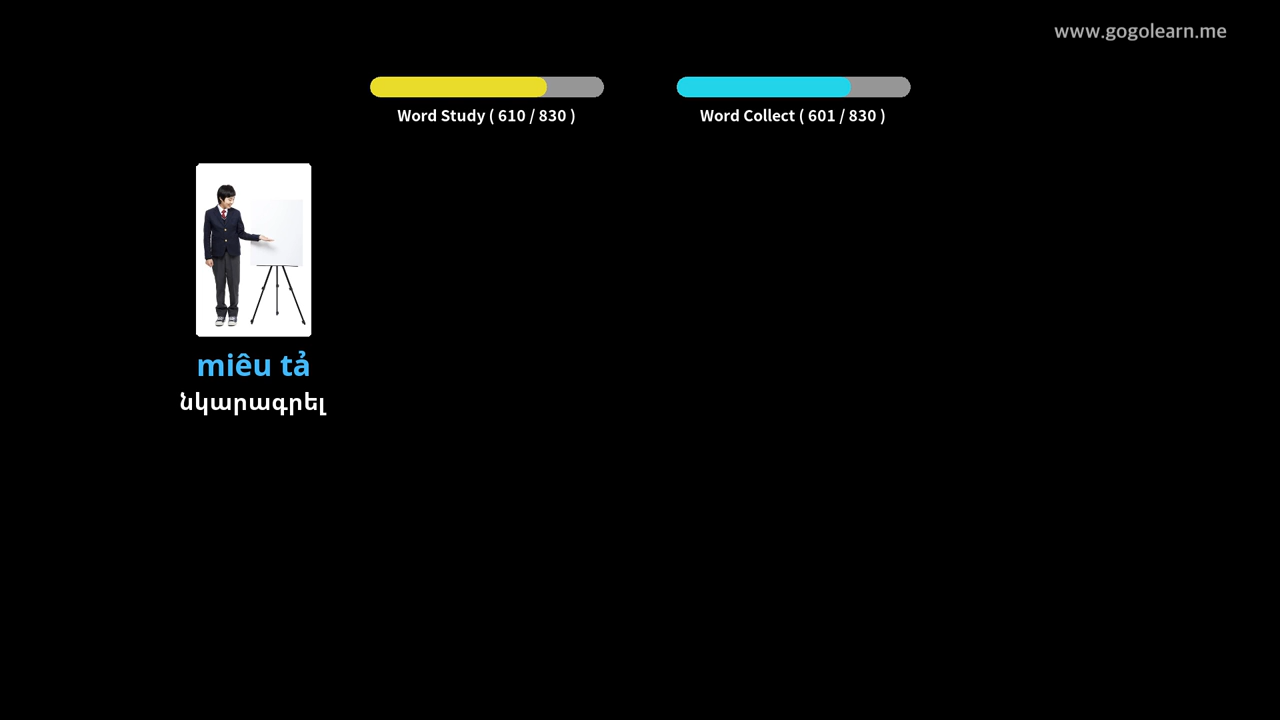 www.gogolearn.me
Word Study ( 610 / 830 )
Word Collect ( 601 / 830 )
miêu tả
նկարագրել